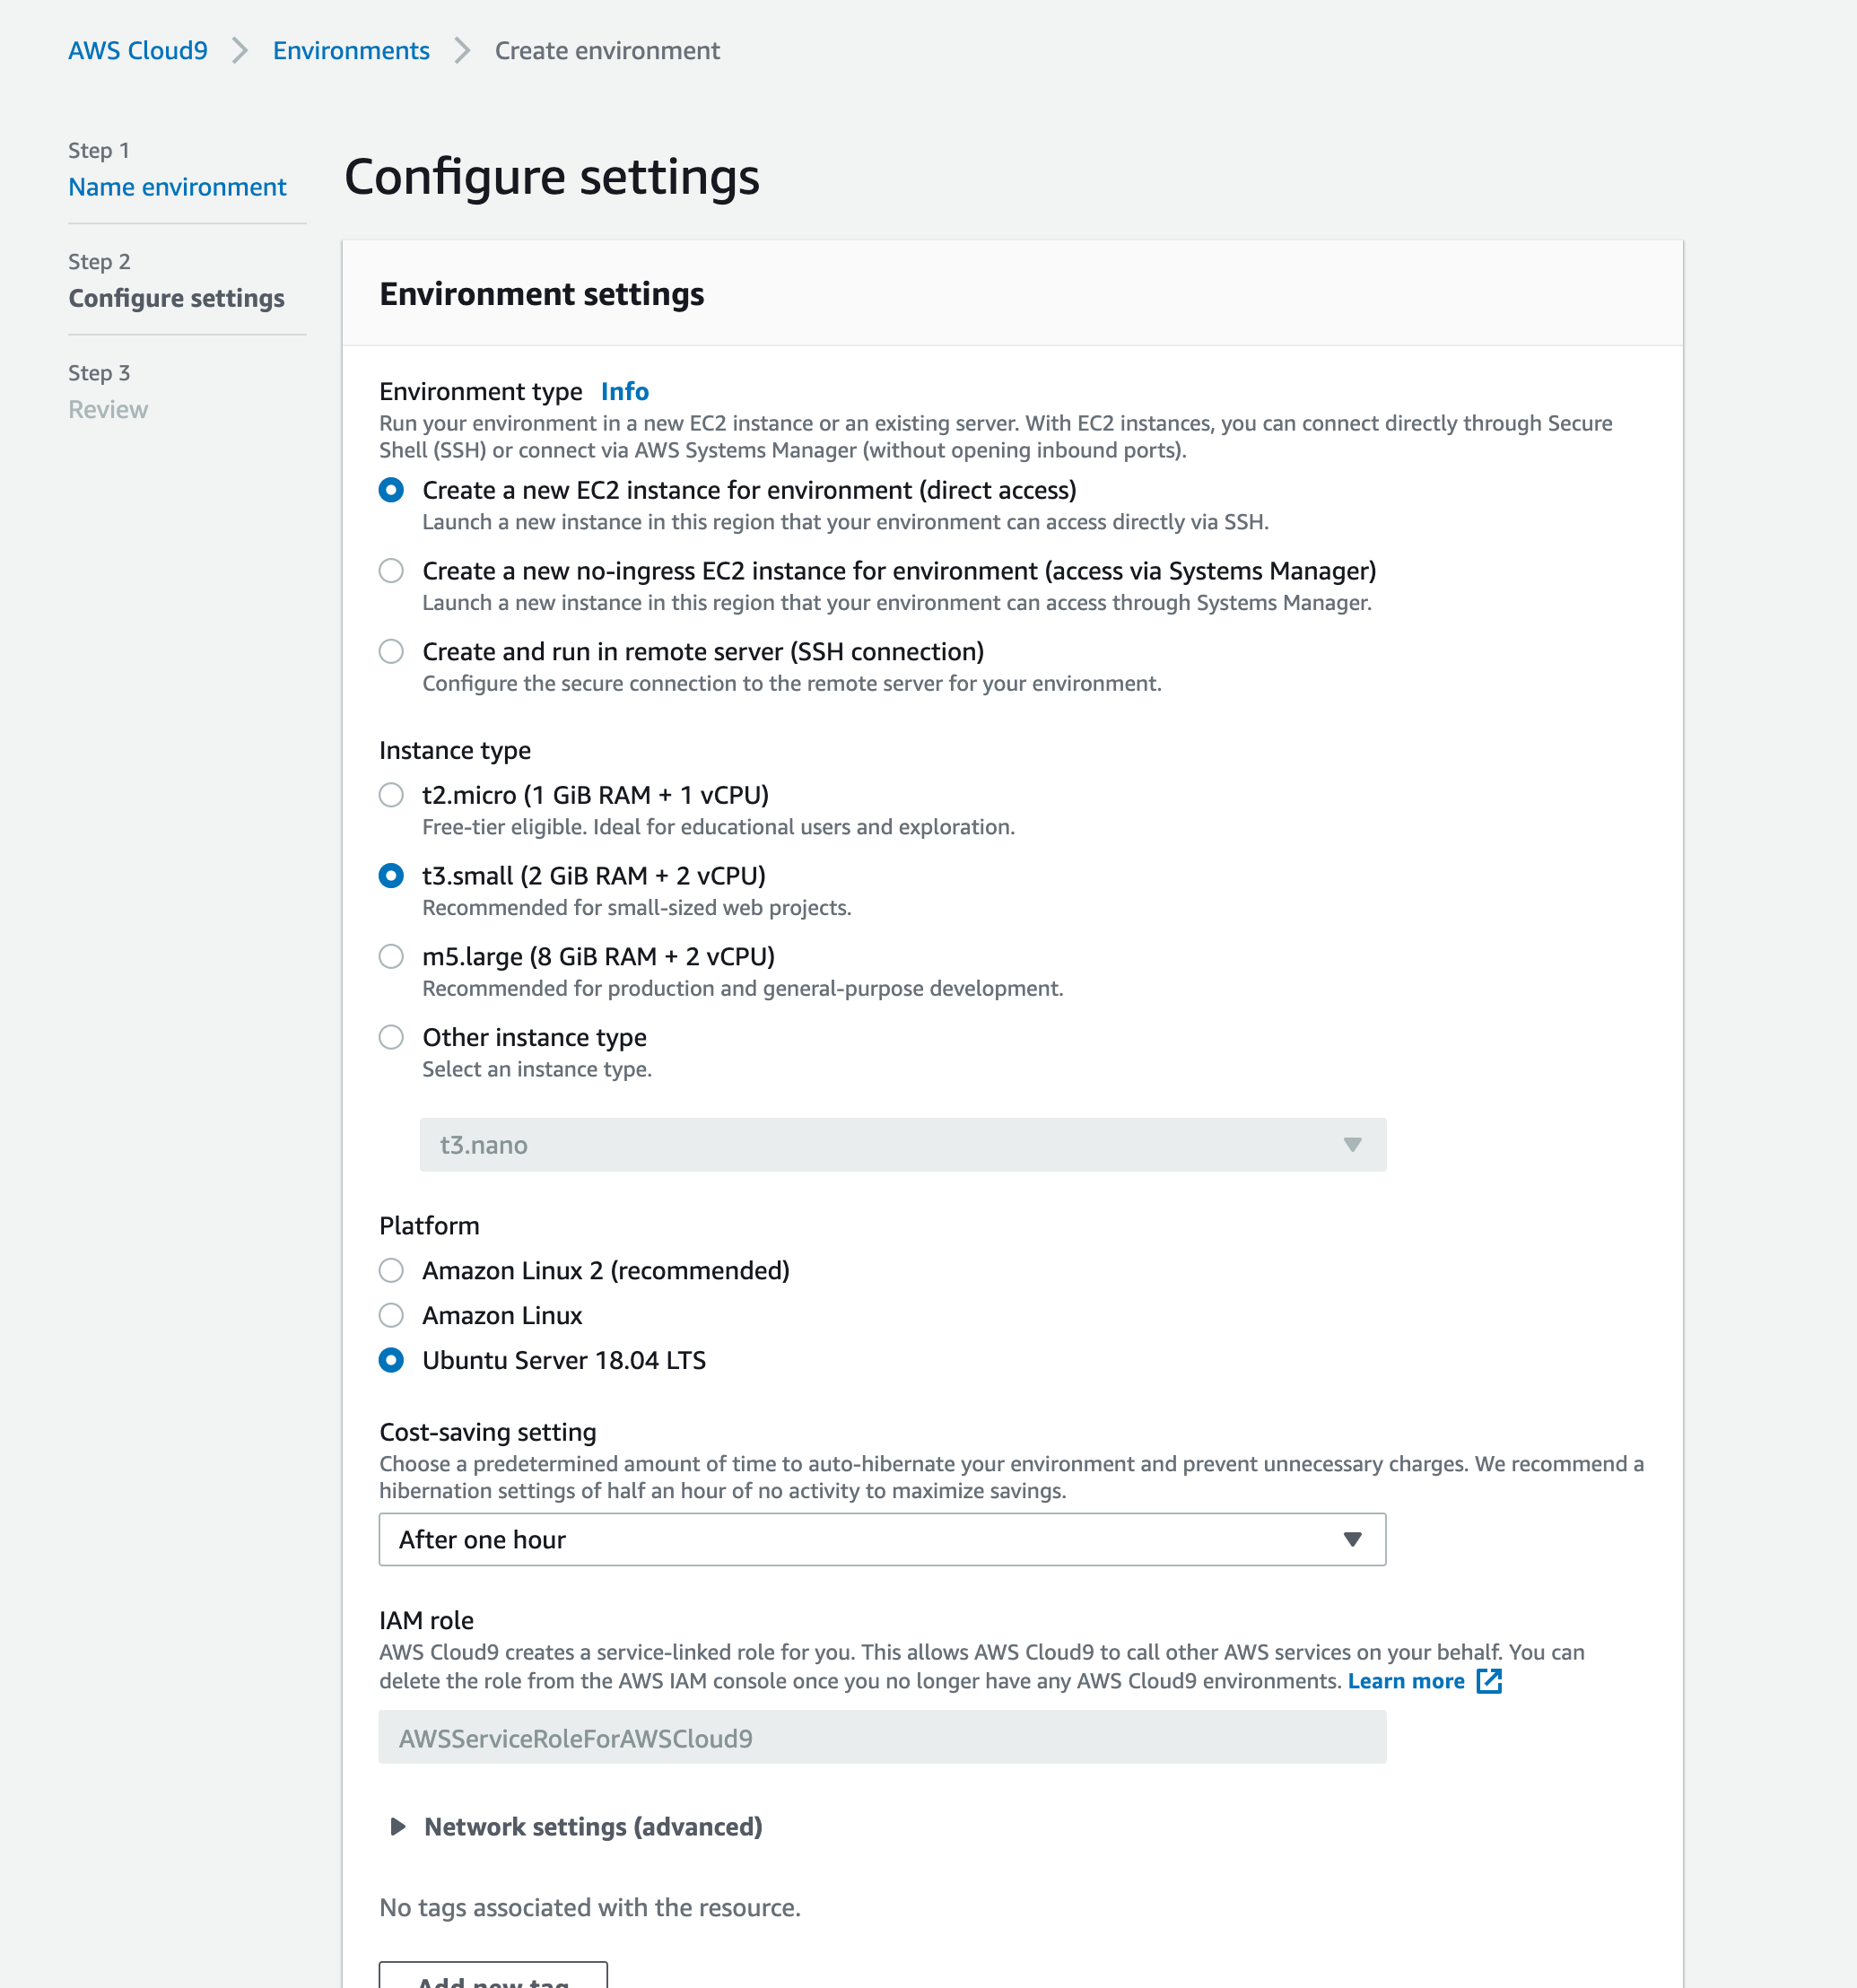 AWS Cloud9 > Environments > Create environment
Step 1
Name environment
Step 2
Configure settings
Step 3
Review
Configure settings
Environment settings
Environment type Info
Run your environment in a new EC2 instance or an existing server. With EC2 instances, you can connect directly through Secure
Shell (SSH) or connect via AWS Systems Manager (without opening inbound ports).
Create a new EC2 instance for environment (direct access)
Launch a new instance in this region that your environment can access directly via SSH.
Create a new no-ingress EC2 instance for environment (access via Systems Manager)
Launch a new instance in this region that your environment can access through Systems Manager.
Create and run in remote server (SSH connection)
Configure the secure connection to the remote server for your environment.
Instance type
t2.micro (1 GiB RAM + 1 vCPU)
Free-tier eligible. Ideal for educational users and exploration.
t3.small (2 GiB RAM + 2 vCPU)
Recommended for small-sized web projects.
m5.large (8 GiB RAM + 2 vCPU)
Recommended for production and general-purpose development.
Other instance type
Select an instance type.
t3.nano
Platform
Amazon Linux 2 (recommended)
Amazon Linux
Ubuntu Server 18.04 LTS
Cost-saving setting
Choose a predetermined amount of time to auto-hibernate your environment and prevent unnecessary charges. We recommend a
hibernation settings of half an hour of no activity to maximize savings.
After one hour
IAM role
AWS Cloud9 creates a service-linked role for you. This allows AWS Cloud9 to call other AWS services on your behalf. You can
delete the role from the AWS IAM console once you no longer have any AWS Cloud9 environments. Learn more
AWSServiceRoleForAWSCloud9
Network settings (advanced)
No tags associated with the resource.
Add new tag